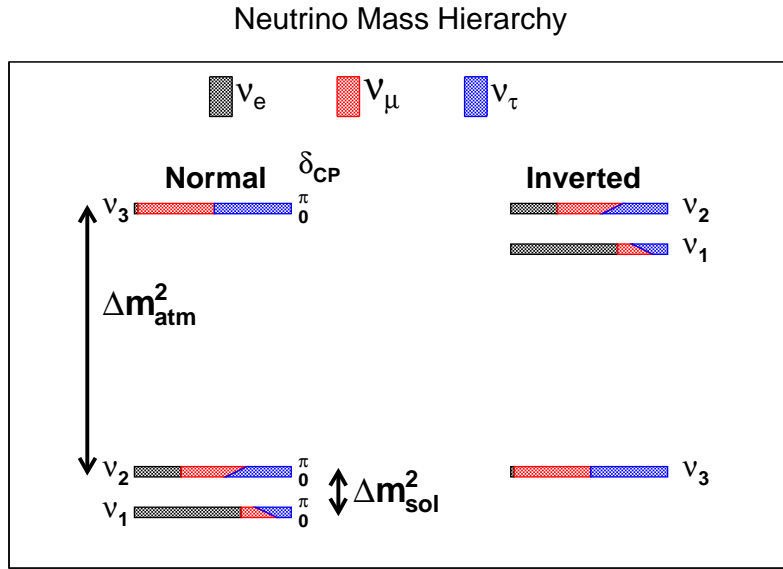 Neutrino Mass Hierarchy
νe νμ ντ
Normal δCP Inverted
ν3 π 0 ν2
ν1
Δm²atm
ν2 π 0 Δm²sol ν3
ν1 π 0